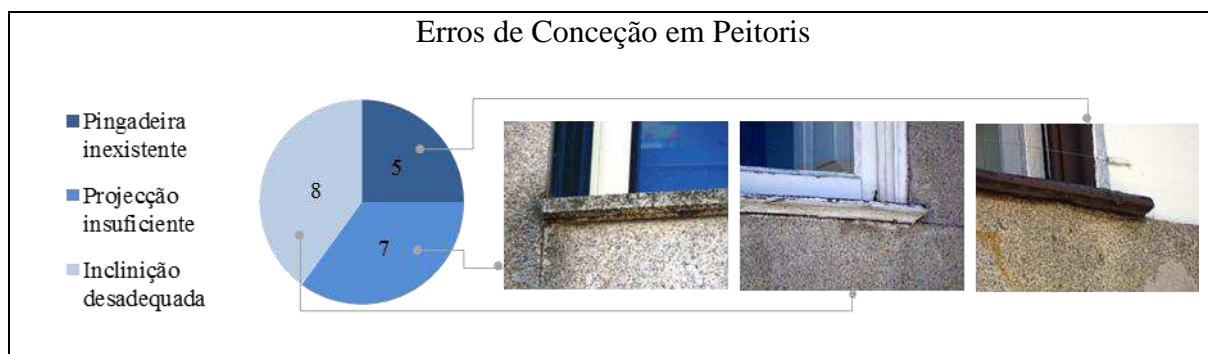 Erros de Conceção em Peitoris
Pingadeira
inexistente
Projecção
insuficiente
Inclinição
desadequada
5
8
7